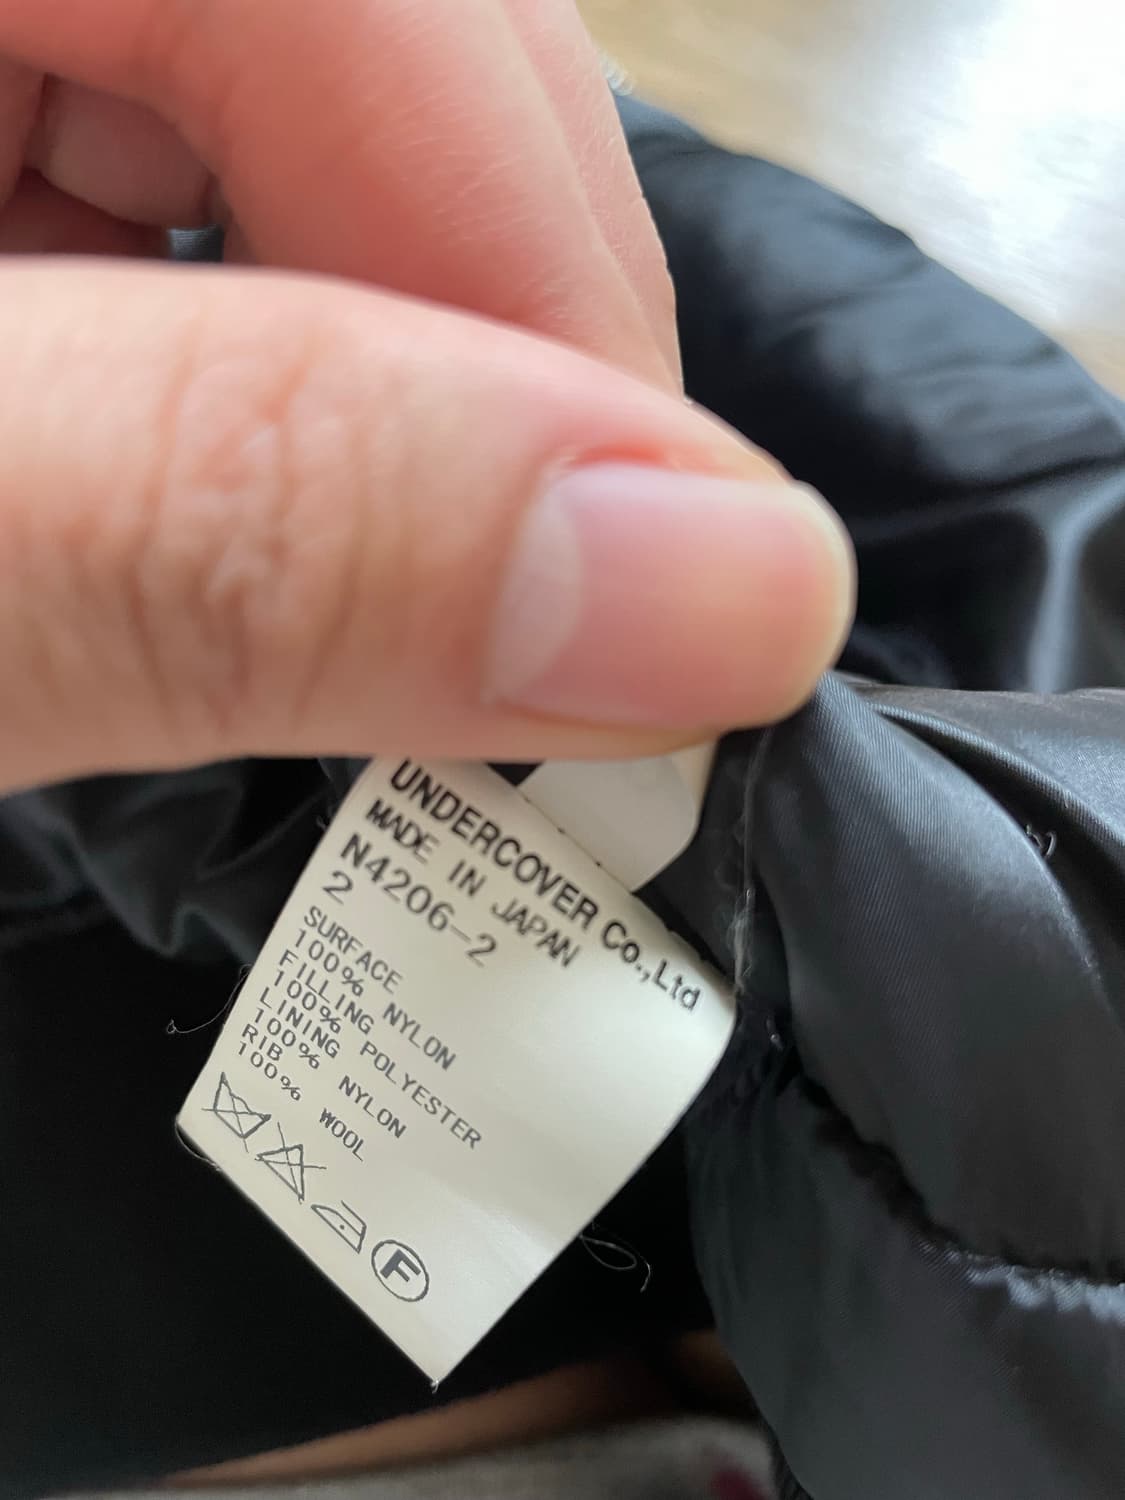 UNDERCOVER Co.,Ltd
MADE IN JAPAN
N4206-2
2
SURFACE
100% NYLON
FILLING
100% POLYESTER
LINING
100% NYLON
RIB
100% WOOL
F